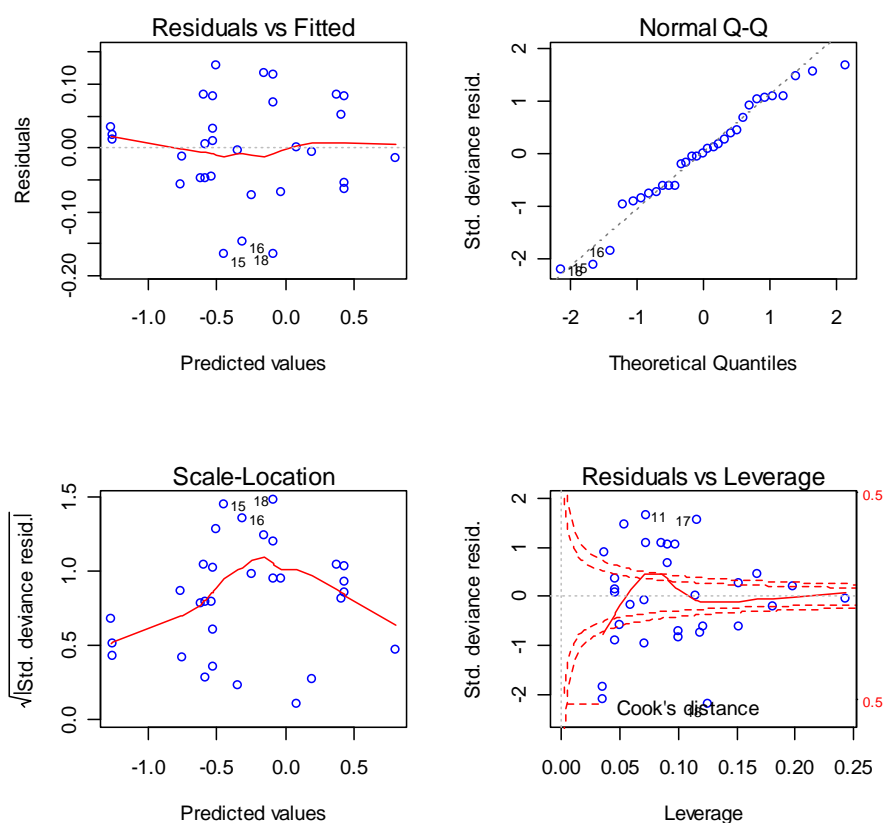 Residuals vs Fitted
Residuals
0.10
0.00
-0.10
-0.20
15
16
18
-1.0 -0.5 0.0 0.5
Predicted values
Normal Q-Q
Std. deviance resid.
2
1
0
-1
-2
18
15
16
-2 -1 0 1 2
Theoretical Quantiles
Scale-Location
√|Std. deviance resid.|
1.5
1.0
0.5
0.0
15
18
16
-1.0 -0.5 0.0 0.5
Predicted values
Residuals vs Leverage
Std. deviance resid.
2
1
0
-1
-2
0.5
0.5
11
17
Cook's distance
0.00 0.05 0.10 0.15 0.20 0.25
Leverage